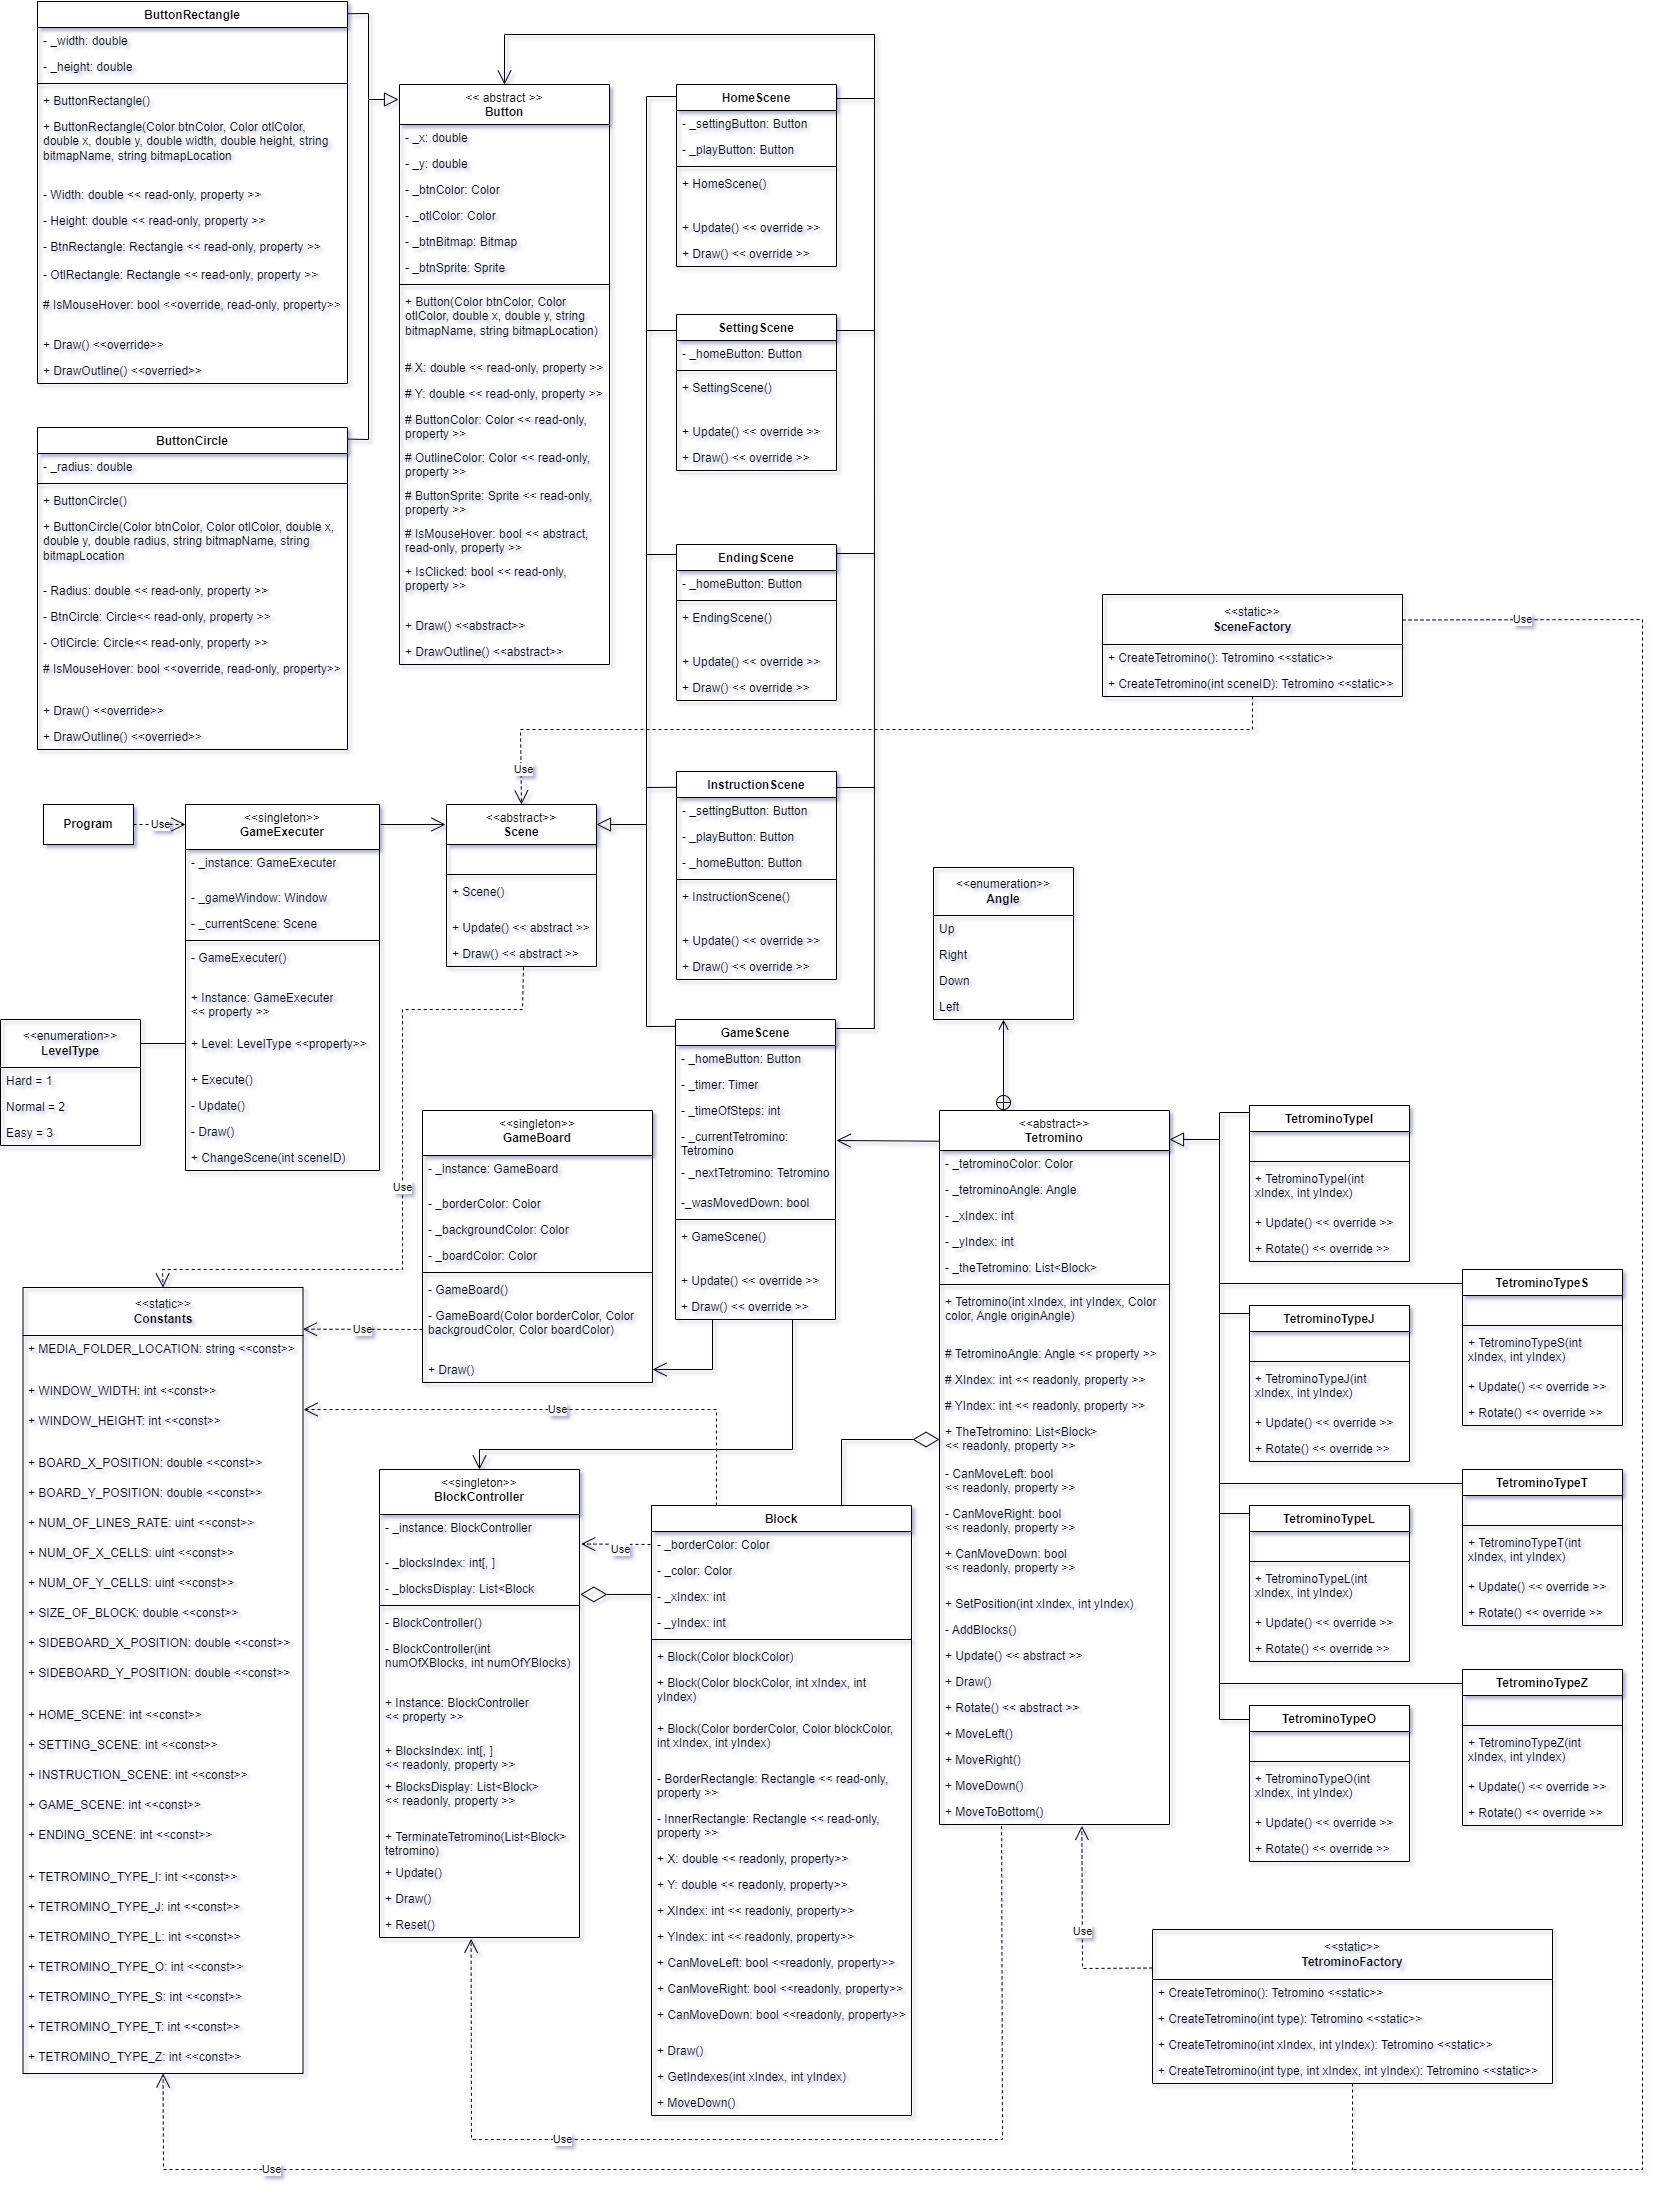 ButtonRectangle
- _width: double
- _height: double
+ ButtonRectangle()
+ ButtonRectangle(Color btnColor, Color otlColor,
double x, double y, double width, double height, string
bitmapName, string bitmapLocation
- Width: double << read-only, property >>
- Height: double << read-only, property >>
- BtnRectangle: Rectangle << read-only, property >>
- OtlRectangle: Rectangle << read-only, property >>
# IsMouseHover: bool <<override, read-only, property>>
+ Draw() <<override>>
+ DrawOutline() <<overried>>
ButtonCircle
- _radius: double
+ ButtonCircle()
+ ButtonCircle(Color btnColor, Color otlColor, double x,
double y, double radius, string bitmapName, string
bitmapLocation
- Radius: double << read-only, property >>
- BtnCircle: Circle<< read-only, property >>
- OtlCircle: Circle<< read-only, property >>
# IsMouseHover: bool <<override, read-only, property>>
+ Draw() <<override>>
+ DrawOutline() <<overried>>
<< abstract >>
Button
- _x: double
- _y: double
- _btnColor: Color
- _otlColor: Color
- _btnBitmap: Bitmap
- _btnSprite: Sprite
+ Button(Color btnColor, Color
otlColor, double x, double y, string
bitmapName, string bitmapLocation)
# X: double << read-only, property >>
# Y: double << read-only, property >>
# ButtonColor: Color << read-only,
property >>
# OutlineColor: Color << read-only,
property >>
# ButtonSprite: Sprite << read-only,
property >>
# IsMouseHover: bool << abstract,
read-only, property >>
+ IsClicked: bool << read-only,
property >>
+ Draw() <<abstract>>
+ DrawOutline() <<abstract>>
HomeScene
- _settingButton: Button
- _playButton: Button
+ HomeScene()
+ Update() << override >>
+ Draw() << override >>
SettingScene
- _homeButton: Button
+ SettingScene()
+ Update() << override >>
+ Draw() << override >>
EndingScene
- _homeButton: Button
+ EndingScene()
+ Update() << override >>
+ Draw() << override >>
<<static>>
SceneFactory
+ CreateTetromino(): Tetromino <<static>>
+ CreateTetromino(int sceneID): Tetromino <<static>>
Use
Use
InstructionScene
- _settingButton: Button
- _playButton: Button
- _homeButton: Button
+ InstructionScene()
+ Update() << override >>
+ Draw() << override >>
Program
Use
<<singleton>>
GameExecuter
- _instance: GameExecuter
- _gameWindow: Window
- _currentScene: Scene
- GameExecuter()
+ Instance: GameExecuter
<< property >>
+ Level: LevelType <<property>>
+ Execute()
- Update()
- Draw()
+ ChangeScene(int sceneID)
<<abstract>>
Scene
+ Scene()
+ Update() << abstract >>
+ Draw() << abstract >>
<<enumeration>>
LevelType
Hard = 1
Normal = 2
Easy = 3
<<enumeration>>
Angle
Up
Right
Down
Left
GameScene
- _homeButton: Button
- _timer: Timer
- _timeOfSteps: int
- _currentTetromino:
Tetromino
- _nextTetromino: Tetromino
-_wasMovedDown: bool
+ GameScene()
+ Update() << override >>
+ Draw() << override >>
<<singleton>>
GameBoard
- _instance: GameBoard
- _borderColor: Color
- _backgroundColor: Color
- _boardColor: Color
- GameBoard()
- GameBoard(Color borderColor, Color
backgroudColor, Color boardColor)
+ Draw()
Use
Use
Use
<<static>>
Constants
+ MEDIA_FOLDER_LOCATION: string <<const>>
+ WINDOW_WIDTH: int <<const>>
+ WINDOW_HEIGHT: int <<const>>
+ BOARD_X_POSITION: double <<const>>
+ BOARD_Y_POSITION: double <<const>>
+ NUM_OF_LINES_RATE: uint <<const>>
+ NUM_OF_X_CELLS: uint <<const>>
+ NUM_OF_Y_CELLS: uint <<const>>
+ SIZE_OF_BLOCK: double <<const>>
+ SIDEBOARD_X_POSITION: double <<const>>
+ SIDEBOARD_Y_POSITION: double <<const>>
+ HOME_SCENE: int <<const>>
+ SETTING_SCENE: int <<const>>
+ INSTRUCTION_SCENE: int <<const>>
+ GAME_SCENE: int <<const>>
+ ENDING_SCENE: int <<const>>
+ TETROMINO_TYPE_I: int <<const>>
+ TETROMINO_TYPE_J: int <<const>>
+ TETROMINO_TYPE_L: int <<const>>
+ TETROMINO_TYPE_O: int <<const>>
+ TETROMINO_TYPE_S: int <<const>>
+ TETROMINO_TYPE_T: int <<const>>
+ TETROMINO_TYPE_Z: int <<const>>
<<singleton>>
BlockController
- _instance: BlockController
- _blocksIndex: int[, ]
- _blocksDisplay: List<Block
- BlockController()
- BlockController(int
numOfXBlocks, int numOfYBlocks)
+ Instance: BlockController
<< property >>
+ BlocksIndex: int[, ]
<< readonly, property >>
+ BlocksDisplay: List<Block>
<< readonly, property >>
+ TerminateTetromino(List<Block>
tetromino)
+ Update()
+ Draw()
+ Reset()
Use
Block
- _borderColor: Color
- _color: Color
- _xIndex: int
- _yIndex: int
+ Block(Color blockColor)
+ Block(Color blockColor, int xIndex, int
yIndex)
+ Block(Color borderColor, Color blockColor,
int xIndex, int yIndex)
- BorderRectangle: Rectangle << read-only,
property >>
- InnerRectangle: Rectangle << read-only,
property >>
+ X: double << readonly, property>>
+ Y: double << readonly, property>>
+ XIndex: int << readonly, property>>
+ YIndex: int << readonly, property>>
+ CanMoveLeft: bool <<readonly, property>>
+ CanMoveRight: bool <<readonly, property>>
+ CanMoveDown: bool <<readonly, property>>
+ Draw()
+ GetIndexes(int xIndex, int yIndex)
+ MoveDown()
<<abstract>>
Tetromino
- _tetrominoColor: Color
- _tetrominoAngle: Angle
- _xIndex: int
- _yIndex: int
- _theTetromino: List<Block>
+ Tetromino(int xIndex, int yIndex, Color
color, Angle originAngle)
# TetrominoAngle: Angle << property >>
# XIndex: int << readonly, property >>
# YIndex: int << readonly, property >>
+ TheTetromino: List<Block>
<< readonly, property >>
- CanMoveLeft: bool
<< readonly, property >>
- CanMoveRight: bool
<< readonly, property >>
+ CanMoveDown: bool
<< readonly, property >>
+ SetPosition(int xIndex, int yIndex)
- AddBlocks()
+ Update() << abstract >>
+ Draw()
+ Rotate() << abstract >>
+ MoveLeft()
+ MoveRight()
+ MoveDown()
+ MoveToBottom()
TetrominoTypeI
+ TetrominoTypeI(int
xIndex, int yIndex)
+ Update() << override >>
+ Rotate() << override >>
TetrominoTypeS
+ TetrominoTypeS(int
xIndex, int yIndex)
+ Update() << override >>
+ Rotate() << override >>
TetrominoTypeJ
+ TetrominoTypeJ(int
xIndex, int yIndex)
+ Update() << override >>
+ Rotate() << override >>
TetrominoTypeT
+ TetrominoTypeT(int
xIndex, int yIndex)
+ Update() << override >>
+ Rotate() << override >>
TetrominoTypeL
+ TetrominoTypeL(int
xIndex, int yIndex)
+ Update() << override >>
+ Rotate() << override >>
TetrominoTypeZ
+ TetrominoTypeZ(int
xIndex, int yIndex)
+ Update() << override >>
+ Rotate() << override >>
TetrominoTypeO
+ TetrominoTypeO(int
xIndex, int yIndex)
+ Update() << override >>
+ Rotate() << override >>
Use
<<static>>
TetrominoFactory
+ CreateTetromino(): Tetromino <<static>>
+ CreateTetromino(int type): Tetromino <<static>>
+ CreateTetromino(int xIndex, int yIndex): Tetromino <<static>>
+ CreateTetromino(int type, int xIndex, int yIndex): Tetromino <<static>>
Use
Use